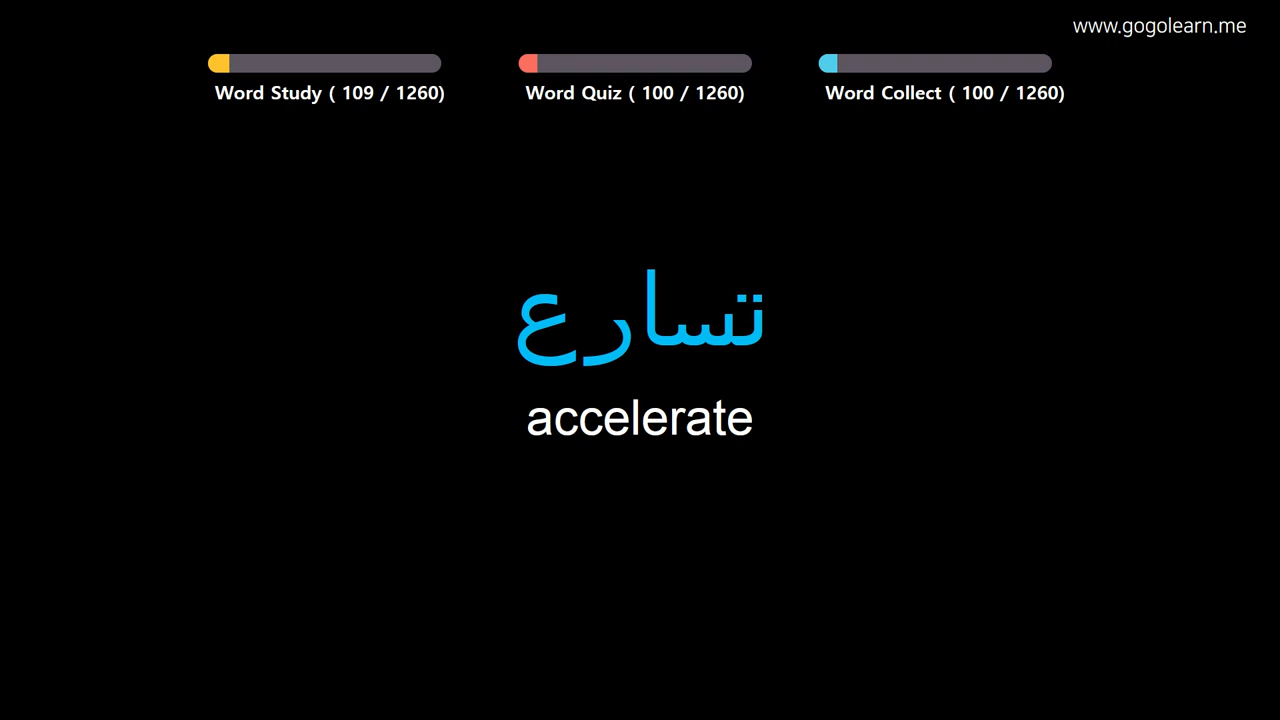 www.gogolearn.me
Word Study ( 109 / 1260)
Word Quiz ( 100 / 1260)
Word Collect ( 100 / 1260)
تسارع
accelerate